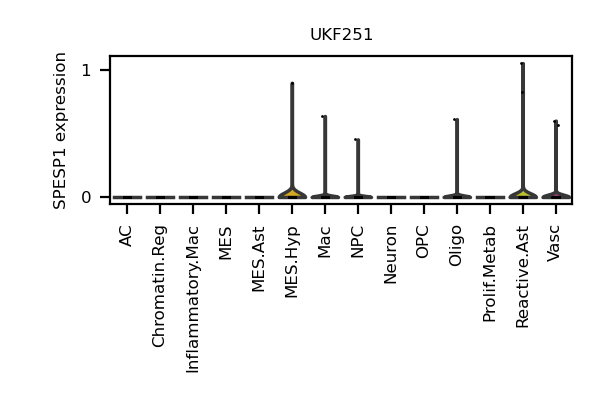 UKF251
SPESP1 expression
1
0
AC
Chromatin.Reg
Inflammatory.Mac
MES
MES.Ast
MES.Hyp
Mac
NPC
Neuron
OPC
Oligo
Prolif.Metab
Reactive.Ast
Vasc